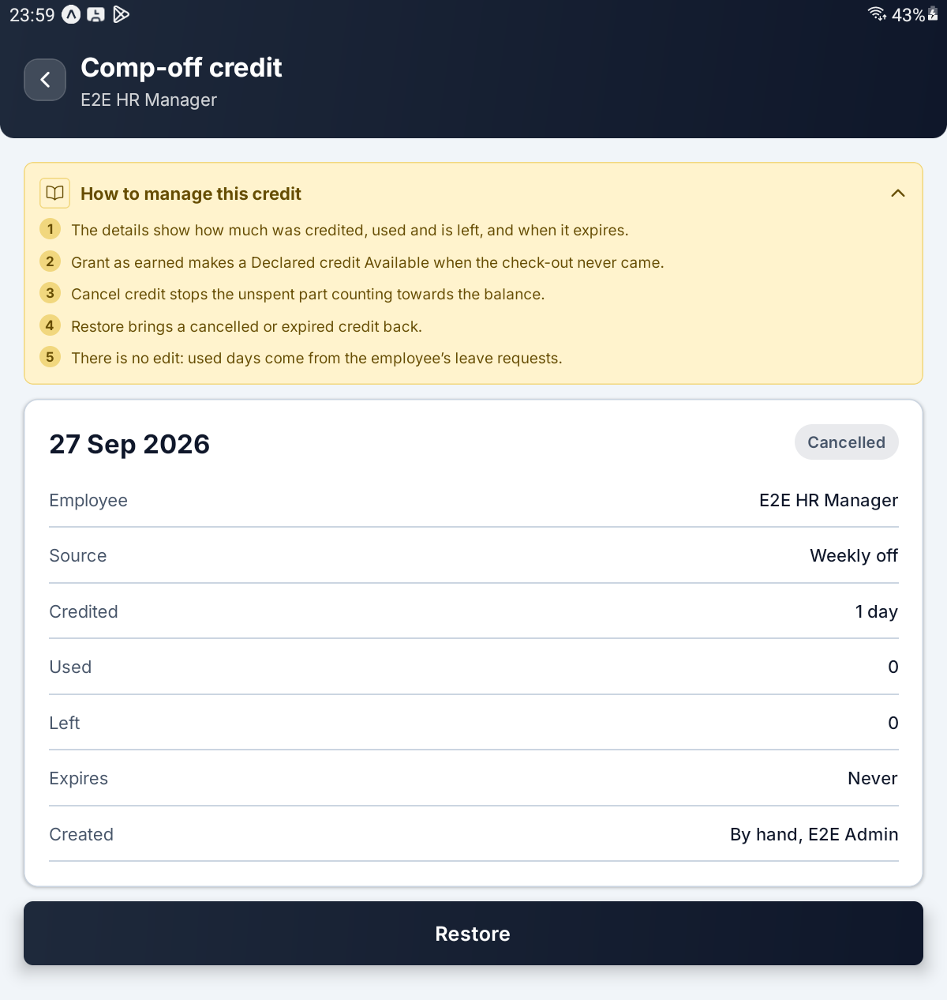 23:59
43%
Comp-off credit
E2E HR Manager
How to manage this credit
1 The details show how much was credited, used and is left, and when it expires.
2 Grant as earned makes a Declared credit Available when the check-out never came.
3 Cancel credit stops the unspent part counting towards the balance.
4 Restore brings a cancelled or expired credit back.
5 There is no edit: used days come from the employee’s leave requests.
27 Sep 2026 Cancelled
Employee E2E HR Manager
Source Weekly off
Credited 1 day
Used 0
Left 0
Expires Never
Created By hand, E2E Admin
Restore